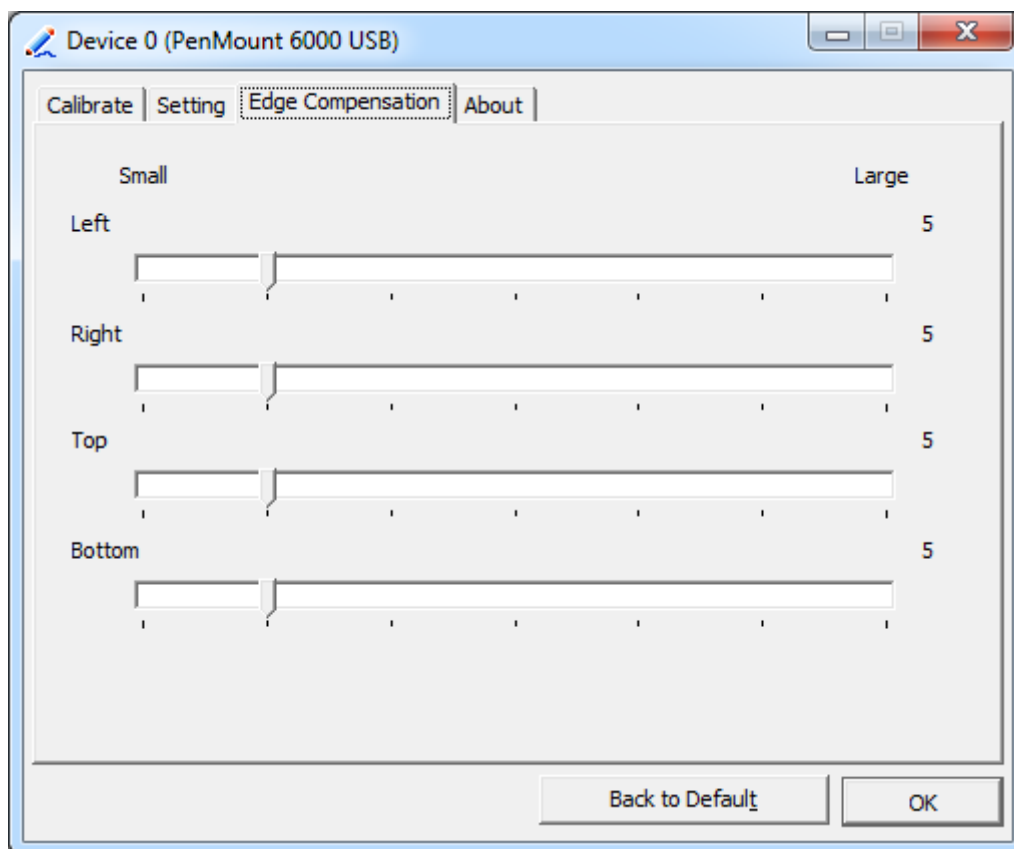 Device 0 (PenMount 6000 USB)
Calibrate Setting Edge Compensation About
Small Large
Left 5
Right 5
Top 5
Bottom 5
Back to Default OK